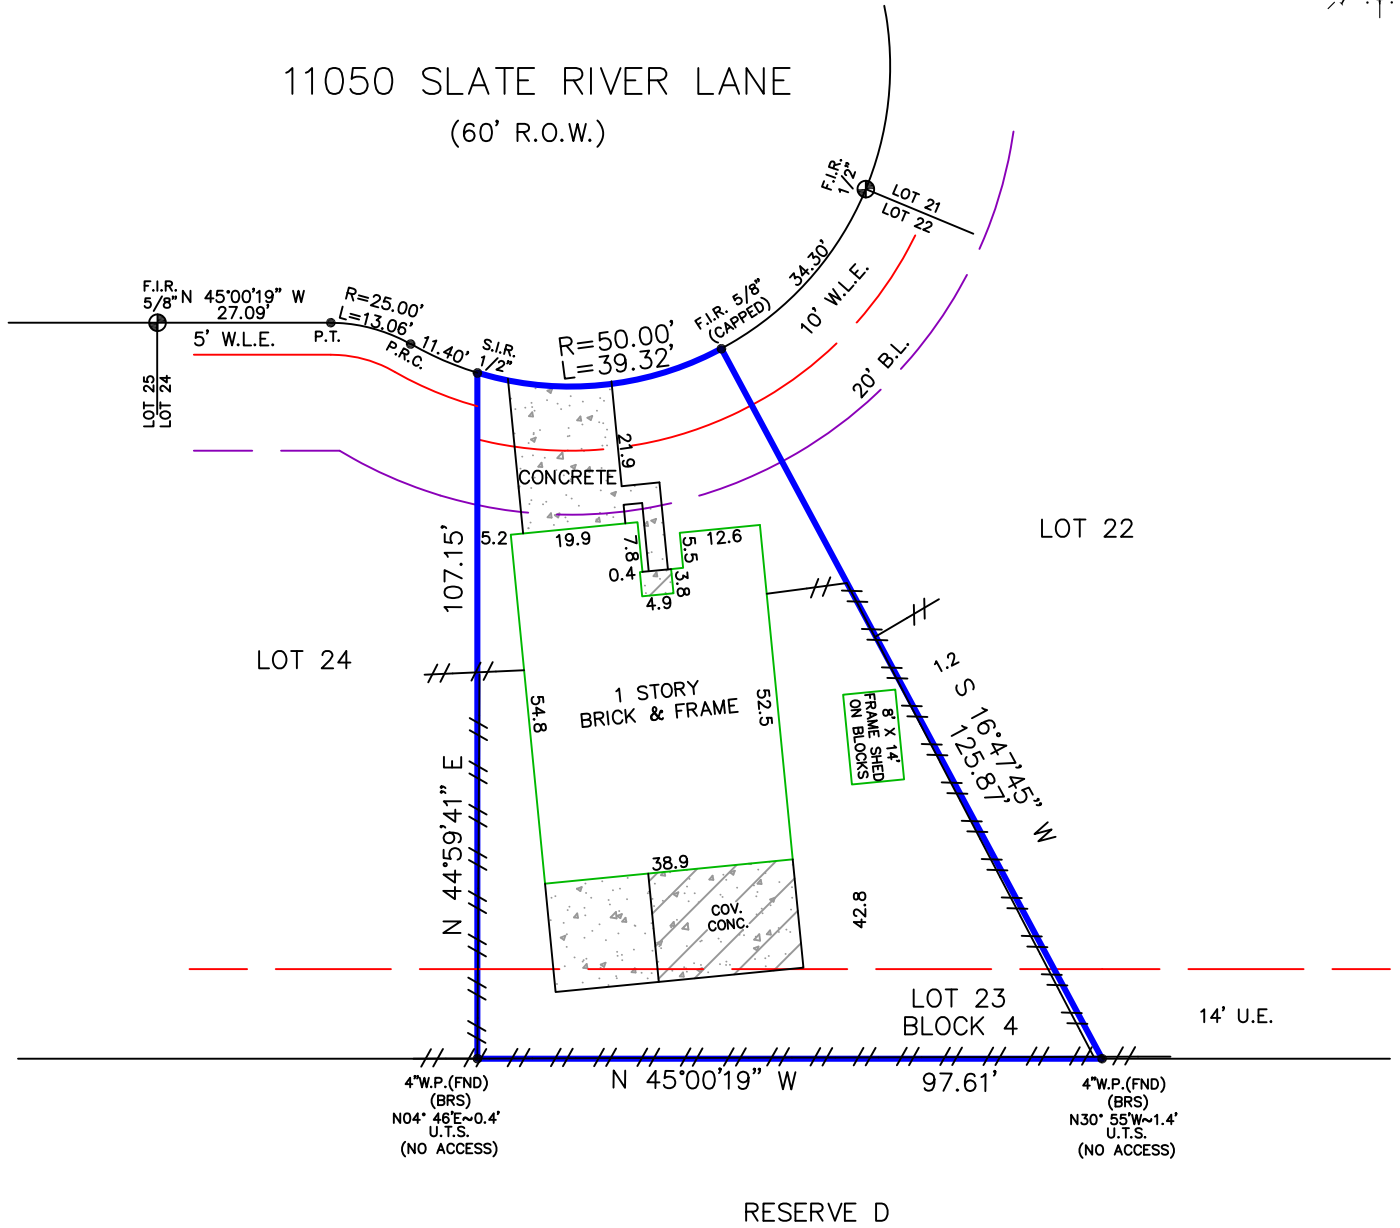 11050 SLATE RIVER LANE
(60' R.O.W.)
F.I.R.
1/2"
LOT 21
LOT 22
34.30'
10' W.L.E.
20' B.L.
F.I.R.
5/8"
N 45°00'19" W
27.09'
5' W.L.E.
LOT 25
LOT 24
P.T.
R=25.00'
L=13.06'
P.R.C.
11.40'
S.I.R.
1/2"
R=50.00'
L=39.32'
F.I.R. 5/8"
(CAPPED)
21.9
CONCRETE
5.2
19.9
7.8
0.4
4.9
3.8
5.5
12.6
LOT 22
LOT 24
107.15'
N 44°59'41" E
54.8
1 STORY
BRICK & FRAME
52.5
8' X 14'
FRAME SHED
ON BLOCKS
1.2
S 16°47'45" W
125.87'
38.9
COV.
CONC.
42.8
LOT 23
BLOCK 4
14' U.E.
N 45°00'19" W
97.61'
4"W.P.(FND)
(BRS)
N04° 46'E~0.4'
U.T.S.
(NO ACCESS)
4"W.P.(FND)
(BRS)
N30° 55'W~1.4'
U.T.S.
(NO ACCESS)
RESERVE D